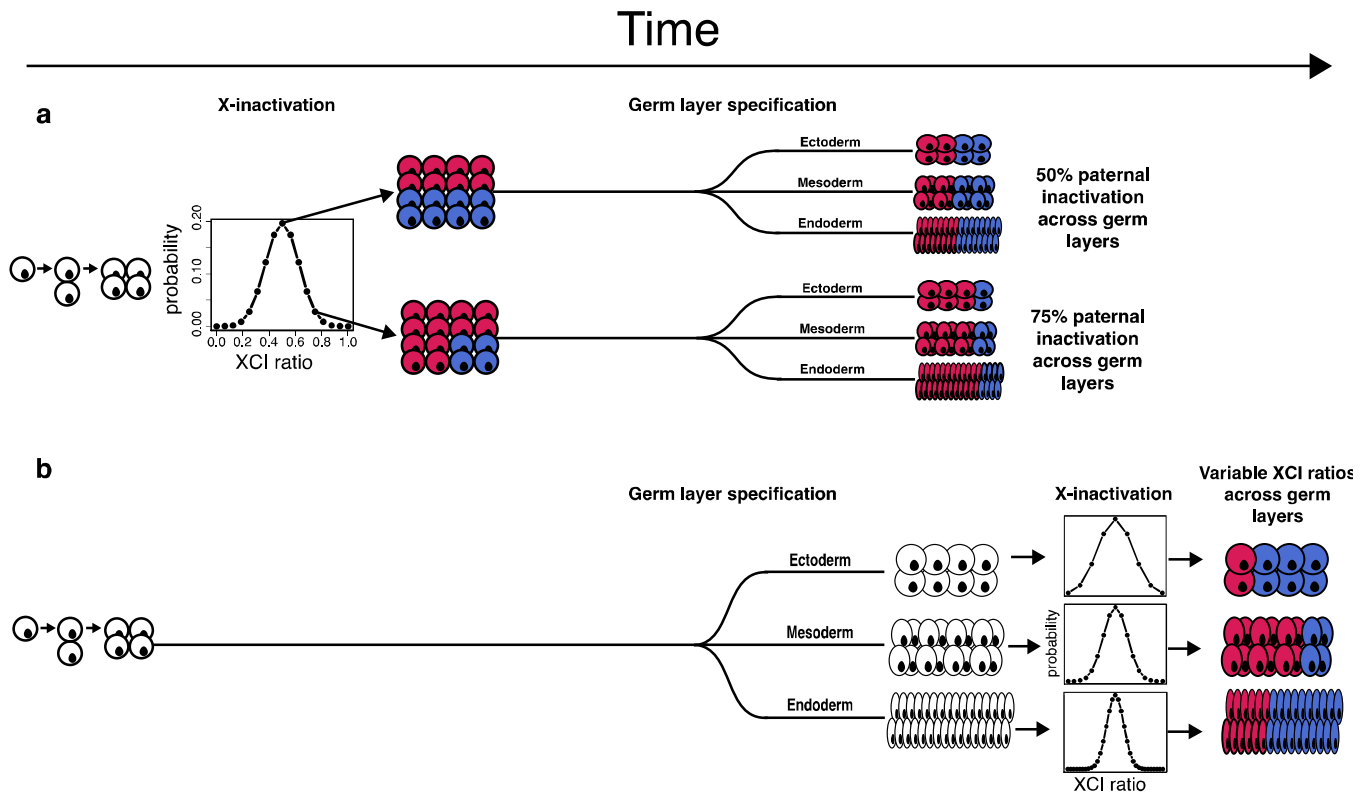 Time
a
X-inactivation
Germ layer specification
probability
0.00
0.10
0.20
0.0
0.2
0.4
0.6
0.8
1.0
XCI ratio
Ectoderm
Mesoderm
Endoderm
50% paternal
inactivation
across germ
layers
Ectoderm
Mesoderm
Endoderm
75% paternal
inactivation
across germ
layers
b
Germ layer specification
X-inactivation
Variable XCI ratios
across germ
layers
Ectoderm
Mesoderm
Endoderm
probability
XCI ratio